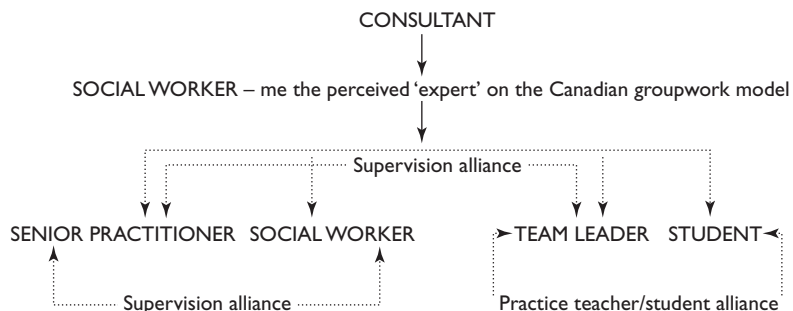 CONSULTANT
SOCIAL WORKER – me the perceived ‘expert’ on the Canadian groupwork model
Supervision alliance
SENIOR PRACTITIONER SOCIAL WORKER TEAM LEADER STUDENT
Supervision alliance Practice teacher/student alliance